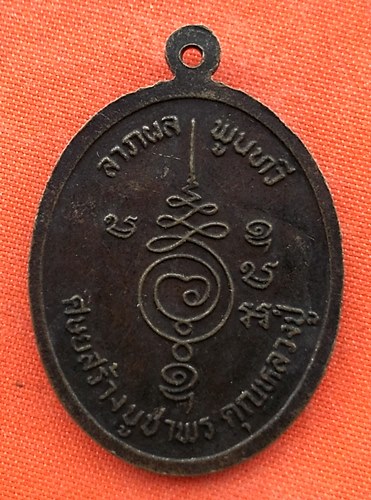 ลาภผล พูนทวี
ศิษย์สร้างบูชาพระคุณหลวงปู่